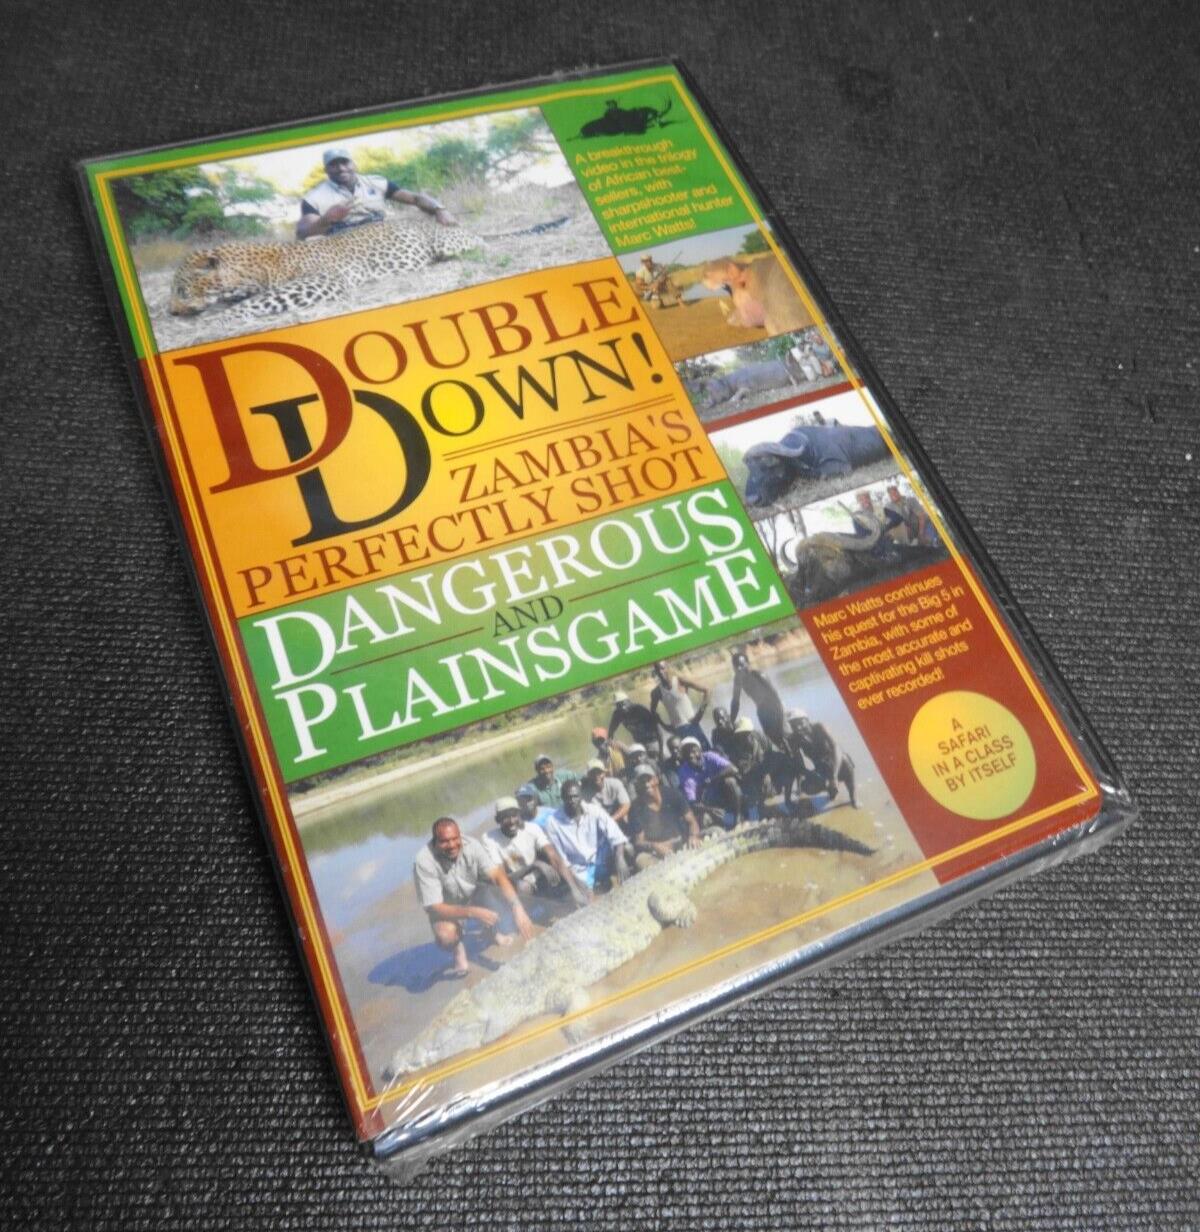 A breakthrough
video in the trilogy
of African best-
sellers, with
sharpshooter and
international hunter
Marc Watts!
DOUBLE
DOWN!
ZAMBIA'S
PERFECTLY SHOT
DANGEROUS
AND
PLAINSGAME
Marc Watts continues
his quest for the Big 5 in
Zambia, with some of
the most accurate and
captivating kill shots
ever recorded!
A
SAFARI
IN A CLASS
BY ITSELF